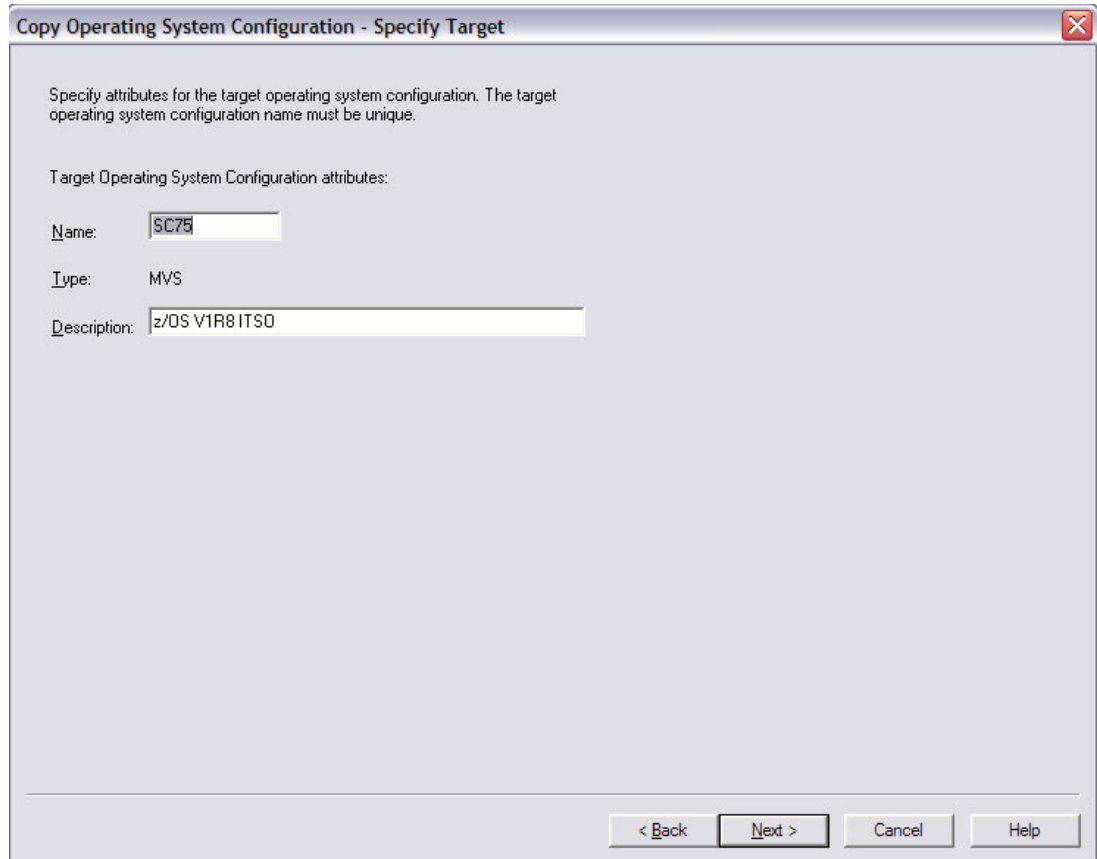 Copy Operating System Configuration - Specify Target
Specify attributes for the target operating system configuration. The target
operating system configuration name must be unique.
Target Operating System Configuration attributes:
Name: SC75
Type: MVS
Description: z/OS V1R8 ITSO
< Back Next > Cancel Help